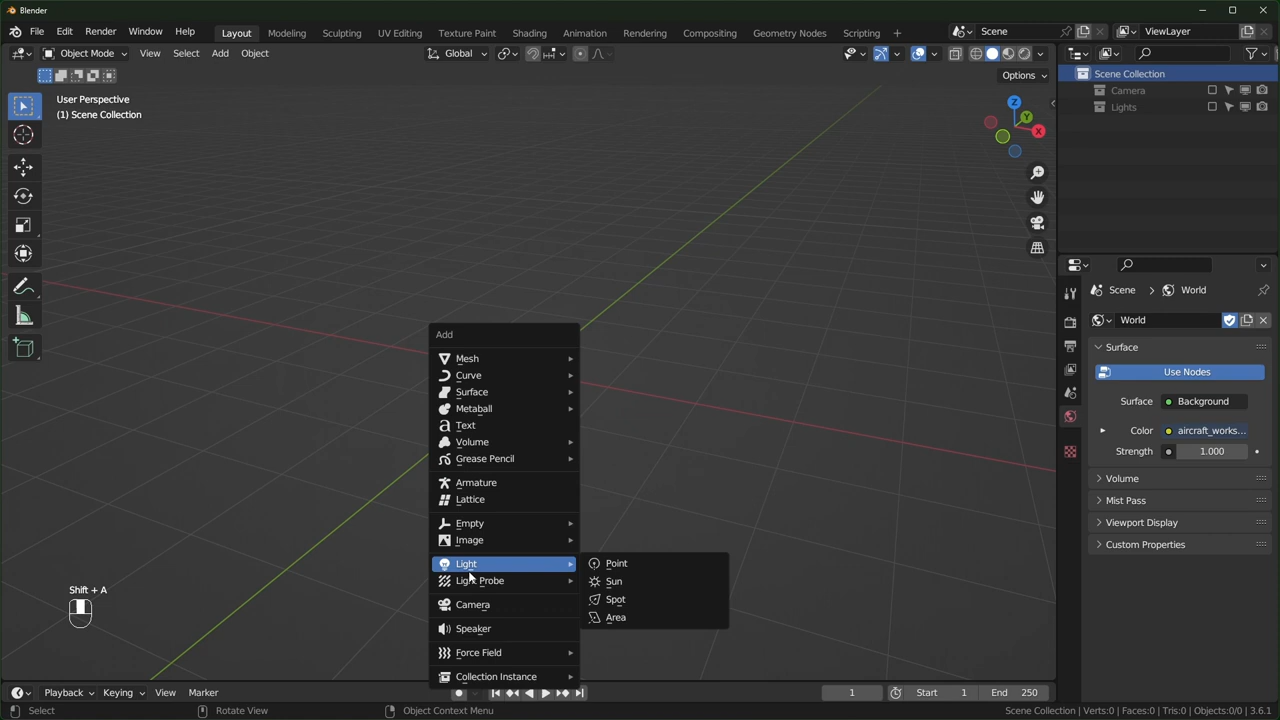 Blender
File Edit Render Window Help
Layout Modeling Sculpting UV Editing Texture Paint Shading Animation Rendering Compositing Geometry Nodes Scripting +
Scene
ViewLayer
Object Mode View Select Add Object
Global
Options
User Perspective
(1) Scene Collection
Z
Y
X
Scene Collection
Camera
Lights
Scene > World
World
Surface
Use Nodes
Surface Background
Color aircraft_works...
Strength 1.000
Volume
Mist Pass
Viewport Display
Custom Properties
Add
Mesh
Curve
Surface
Metaball
Text
Volume
Grease Pencil
Armature
Lattice
Empty
Image
Light
Light Probe
Camera
Speaker
Force Field
Collection Instance
Point
Sun
Spot
Area
Shift + A
Playback Keying View Marker
1 Start 1 End 250
Select Rotate View Object Context Menu
Scene Collection | Verts:0 | Faces:0 | Tris:0 | Objects:0/0 | 3.6.1